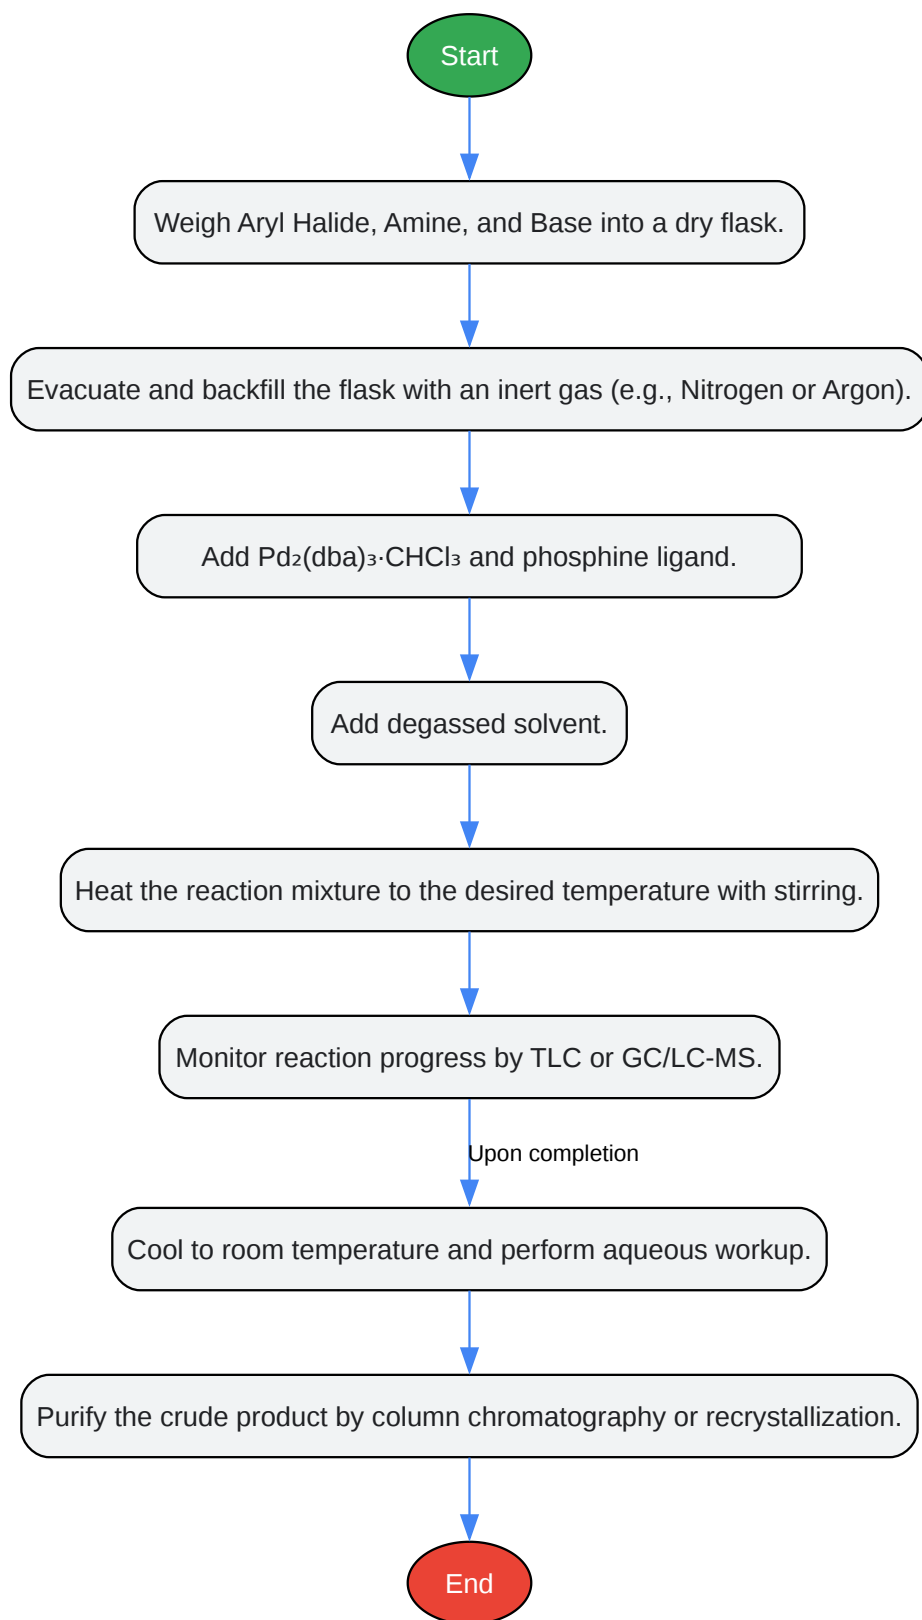 Start
Weigh Aryl Halide, Amine, and Base into a dry flask.
Evacuate and backfill the flask with an inert gas (e.g., Nitrogen or Argon).
Add Pd₂(dba)₃·CHCl₃ and phosphine ligand.
Add degassed solvent.
Heat the reaction mixture to the desired temperature with stirring.
Monitor reaction progress by TLC or GC/LC-MS.
Upon completion
Cool to room temperature and perform aqueous workup.
Purify the crude product by column chromatography or recrystallization.
End